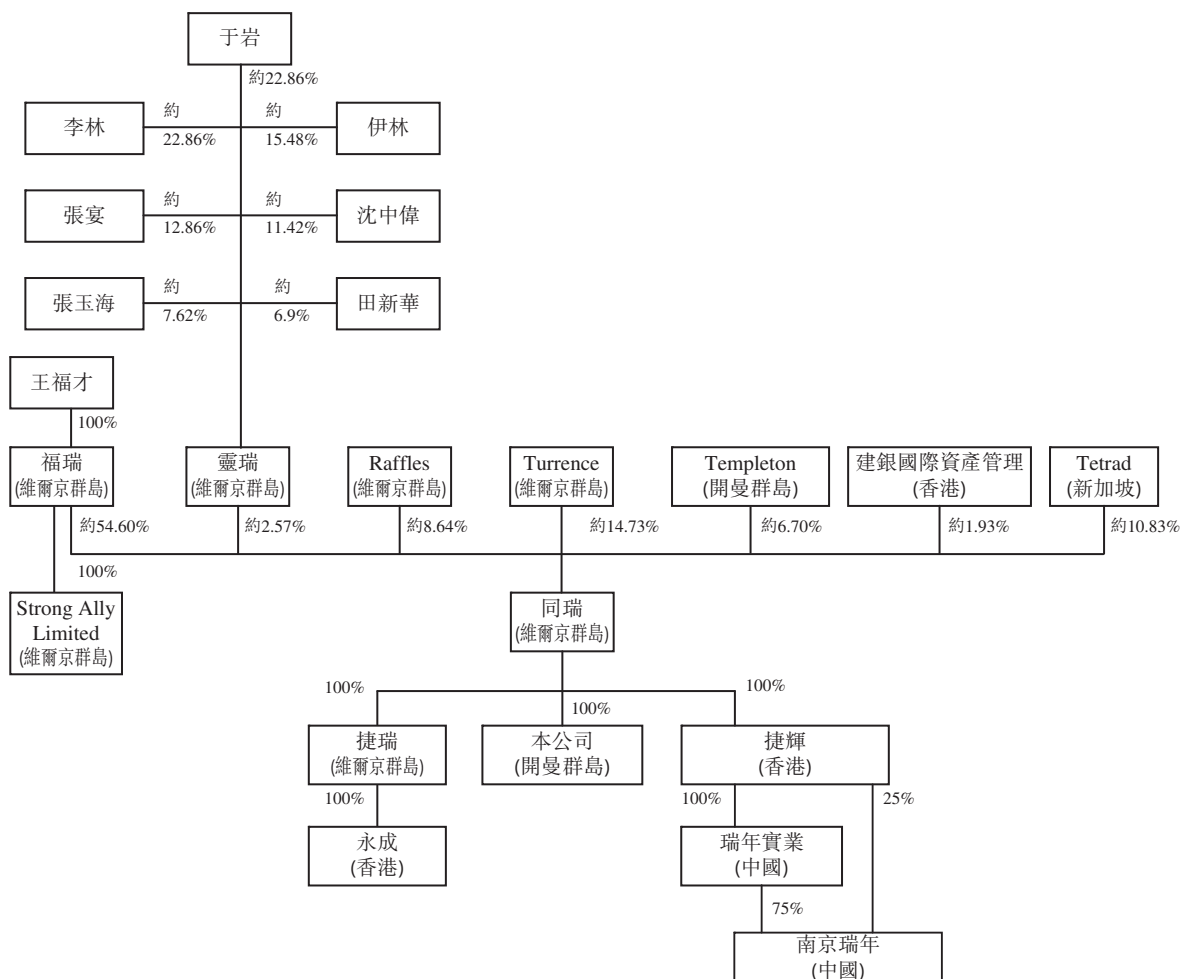 于岩
約22.86%
李林
約
22.86%
約
15.48%
伊林
張宴
約
12.86%
約
11.42%
沈中偉
張玉海
約
7.62%
約
6.9%
田新華
王福才
100%
福瑞
(維爾京群島)
靈瑞
(維爾京群島)
Raffles
(維爾京群島)
Turrence
(維爾京群島)
Templeton
(開曼群島)
建銀國際資產管理
(香港)
Tetrad
(新加坡)
約54.60%
約2.57%
約8.64%
約14.73%
約6.70%
約1.93%
約10.83%
100%
Strong Ally
Limited
(維爾京群島)
同瑞
(維爾京群島)
100%
100%
100%
捷瑞
(維爾京群島)
本公司
(開曼群島)
捷輝
(香港)
100%
100%
25%
永成
(香港)
瑞年實業
(中國)
75%
南京瑞年
(中國)